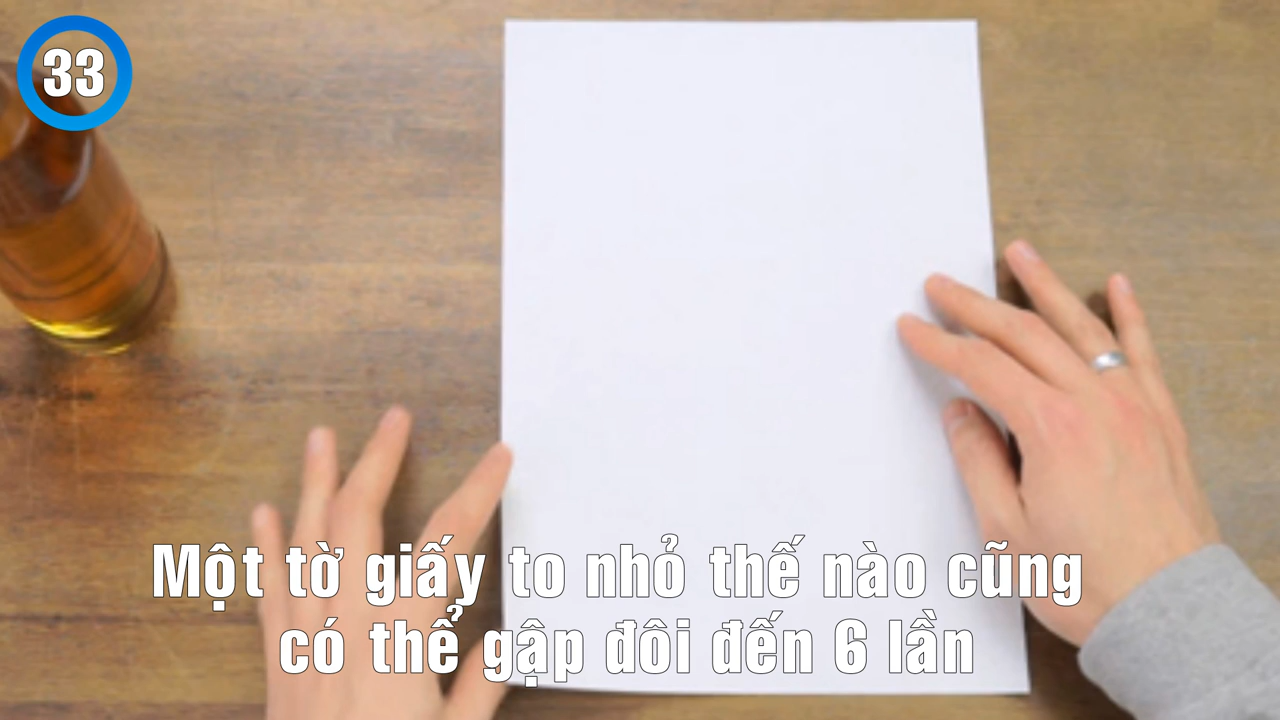 33
Một tờ giấy to nhỏ thế nào cũng
có thể gập đôi đến 6 lần